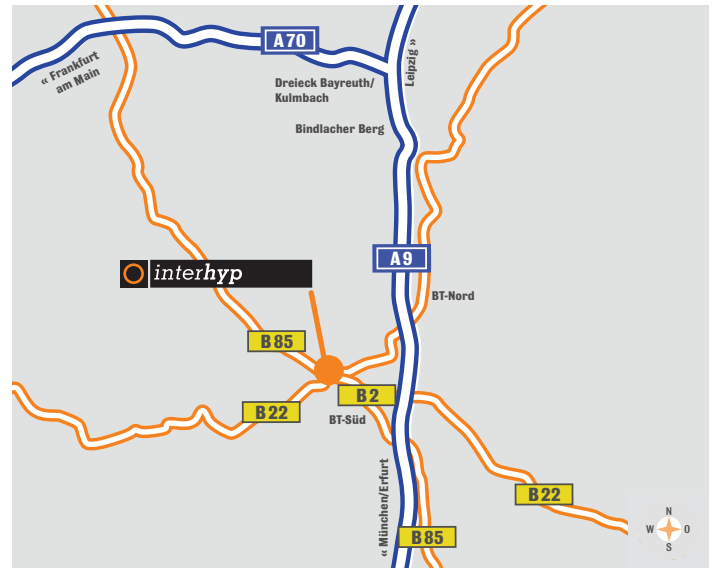 A70
« Frankfurt
am Main
Leipzig »
Dreieck Bayreuth/
Kulmbach
Bindlacher Berg
A9
interhyp
BT-Nord
B85
B2
B22
BT-Süd
« München/Erfurt
B22
B85
N
W O
S